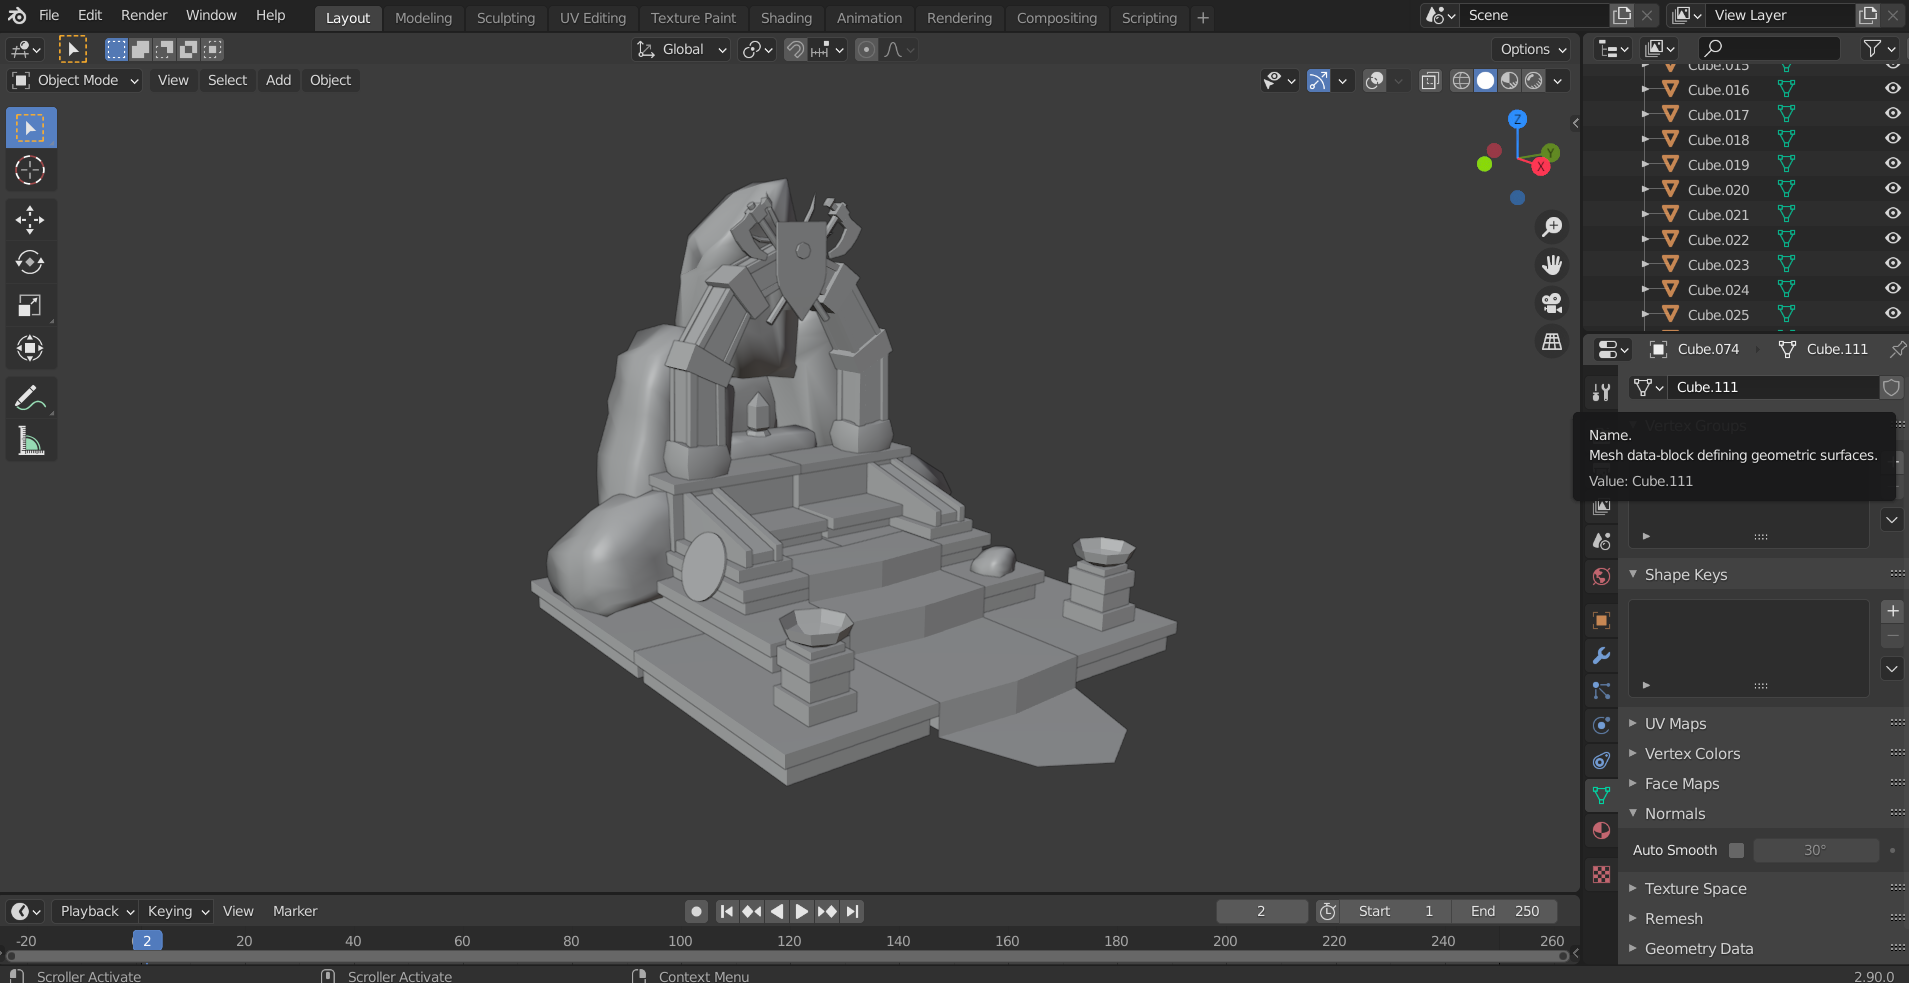 File Edit Render Window Help Layout Modeling Sculpting UV Editing Texture Paint Shading Animation Rendering Compositing Scripting + Scene View Layer
Global Options
Object Mode View Select Add Object
Z
Y
X
Cube.015
Cube.016
Cube.017
Cube.018
Cube.019
Cube.020
Cube.021
Cube.022
Cube.023
Cube.024
Cube.025
Cube.074 Cube.111
Cube.111
Vertex Groups
Name.
Mesh data-block defining geometric surfaces.
Value: Cube.111
Shape Keys
UV Maps
Vertex Colors
Face Maps
Normals
Auto Smooth 30°
Texture Space
Remesh
Geometry Data
Playback Keying View Marker 2 Start 1 End 250
-20 2 20 40 60 80 100 120 140 160 180 200 220 240 260
Scroller Activate Scroller Activate Context Menu 2.90.0